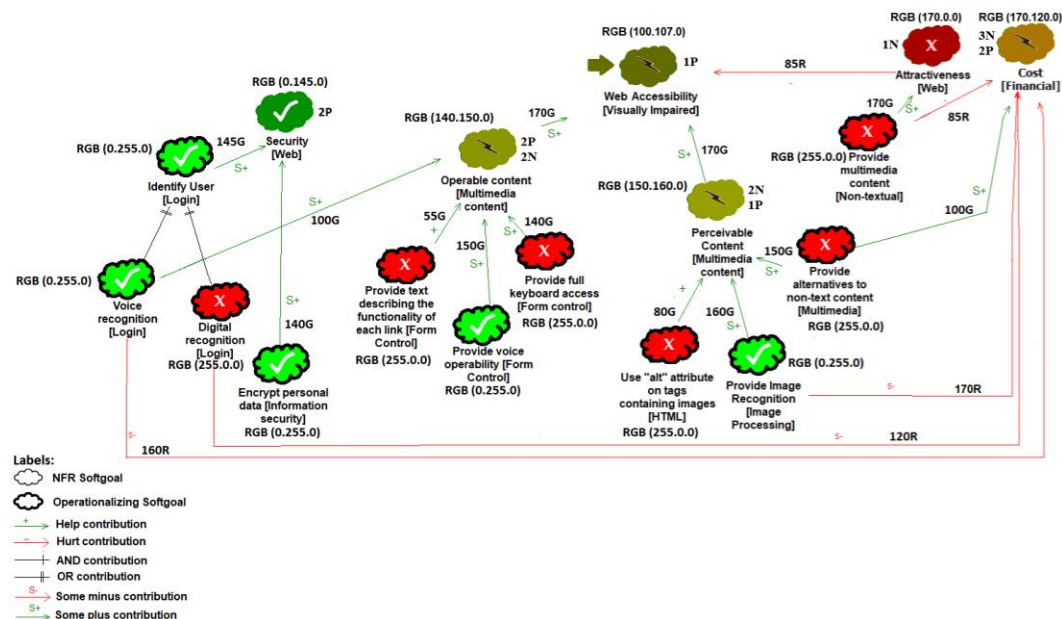 RGB (170.0.0)
RGB (170.120.0)
RGB (100.107.0)
1N
X
3N
2P
1P
85R
Attractiveness
[Web]
Cost
[Financial]
RGB (0.145.0)
2P
Web Accessibility
[Visually Impaired]
170G
S+
85R
RGB (140.150.0)
170G
S+
145G
Security
[Web]
2P
2N
X
RGB (0.255.0)
S+
RGB (255.0.0)
Provide
multimedia
content
[Non-textual]
170G
S+
Identify User
[Login]
Operable content
[Multimedia
content]
RGB (150.160.0)
2N
1P
S+
S+
100G
55G
+
S+
140G
Perceivable
Content
[Multimedia
content]
100G
150G
S+
150G
S+
X
X
X
RGB (0.255.0)
Provide text
describing the
functionality of
each link [Form
Control]
Provide full
keyboard access
[Form control]
Provide
alternatives to
non-text content
[Multimedia]
X
Voice
recognition
[Login]
Digital
recognition
[Login]
S+
RGB (255.0.0)
+
80G
160G
S+
RGB (255.0.0)
140G
RGB (255.0.0)
RGB (255.0.0)
Provide voice
operability [Form
Control]
X
RGB (0.255.0)
RGB (0.255.0)
Use "alt" attribute
on tags
containing images
[HTML]
Provide Image
Recognition
[Image
Processing]
Encrypt personal
data [Information
security]
S-
170R
RGB (0.255.0)
RGB (255.0.0)
S-
160R
S-
120R
Labels:
NFR Softgoal
Operationalizing Softgoal
+
Help contribution
–
Hurt contribution
AND contribution
OR contribution
S-
Some minus contribution
S+
Some plus contribution